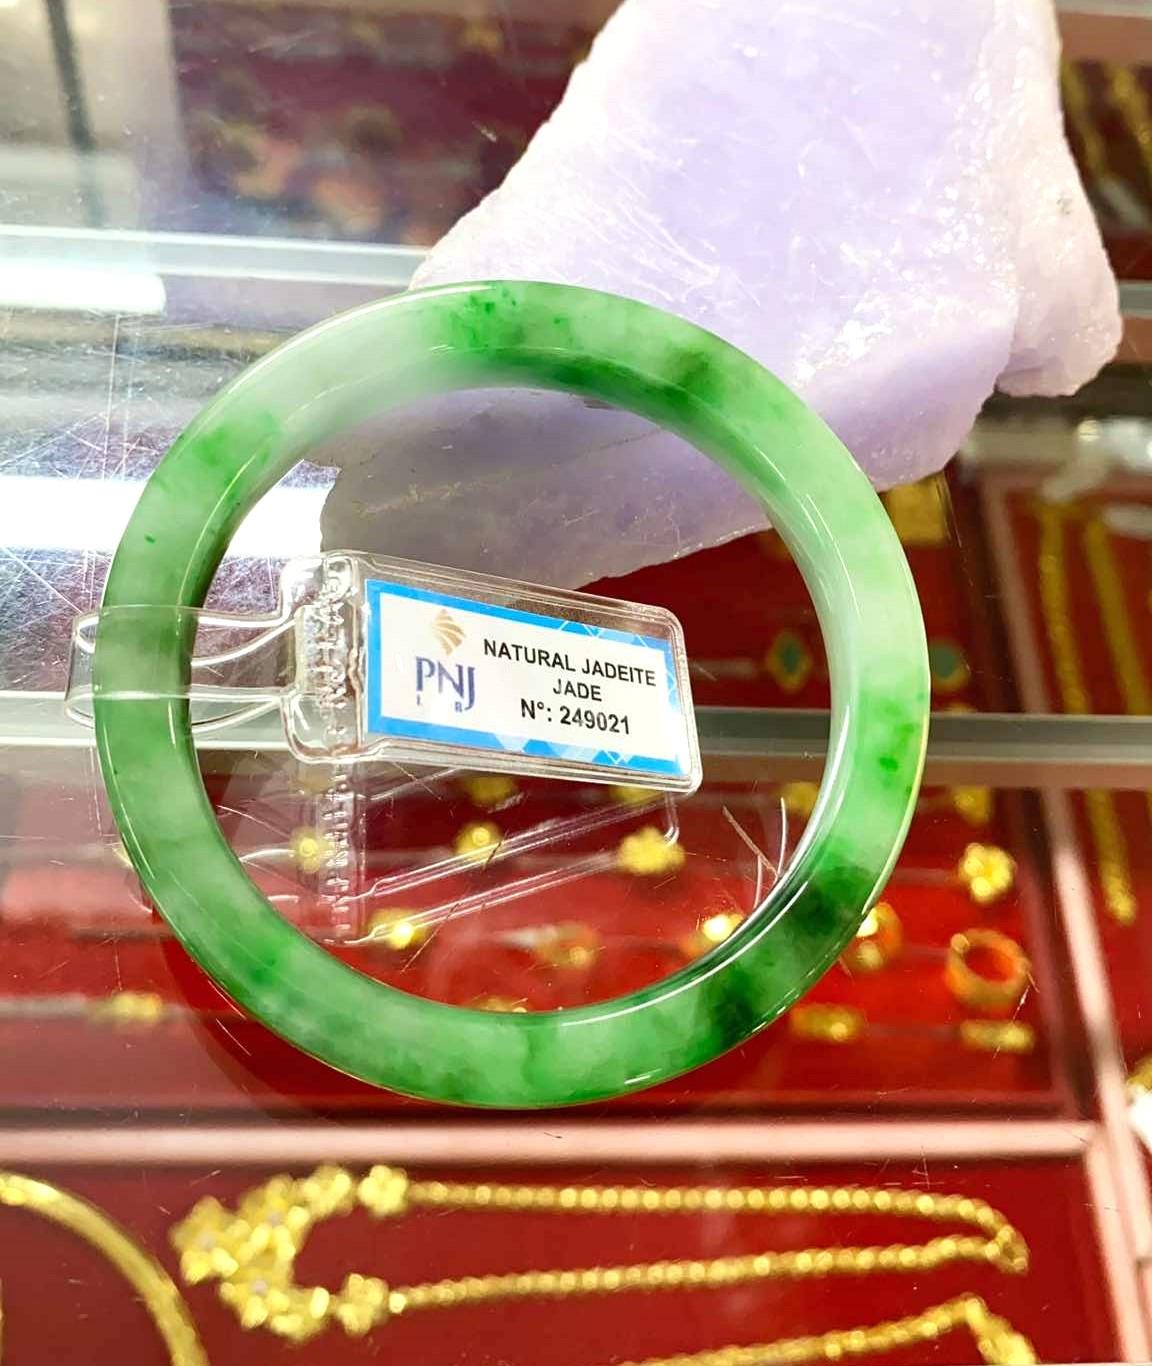 PNJ
L A B
NATURAL JADEITE
JADE
N°: 249021